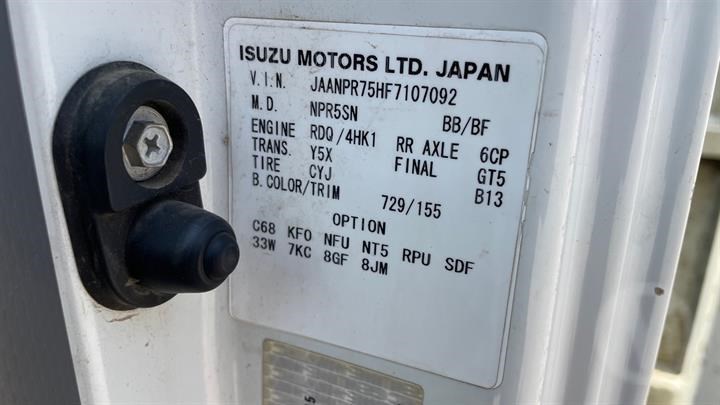 ISUZU MOTORS LTD. JAPAN
V.I.N. JAANPR75HF7107092
M.D. NPR5SN BB/BF
ENGINE RDQ/4HK1 RR AXLE 6CP
TRANS. Y5X FINAL GT5
TIRE CYJ B13
B.COLOR/TRIM 729/155
OPTION
C68 KFO NFU NT5 RPU SDF
33W 7KC 8GF 8JM